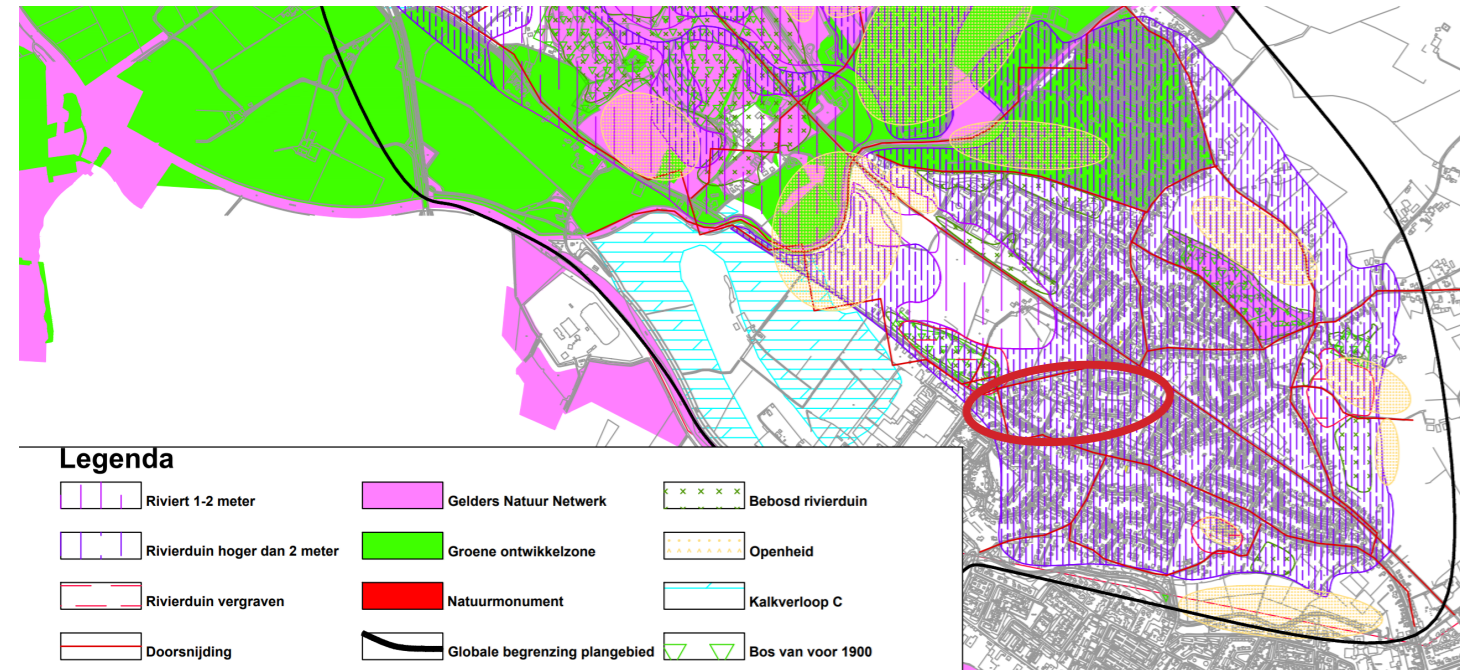 Legenda
Riviert 1-2 meter
Gelders Natuur Netwerk
Bebosd rivierduin
Rivierduin hoger dan 2 meter
Groene ontwikkelzone
Openheid
Rivierduin vergraven
Natuurmonument
Kalkverloop C
Doorsnijding
Globale begrenzing plangebied
Bos van voor 1900